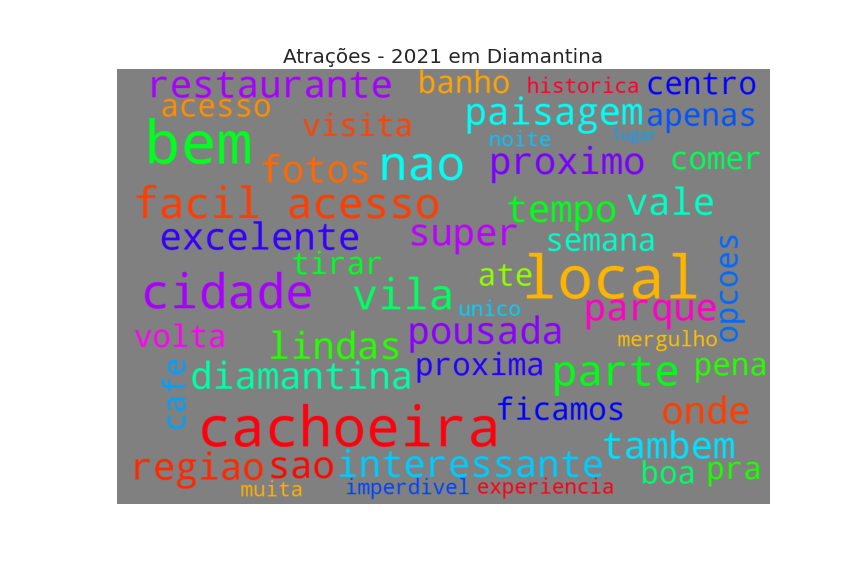 Atrações - 2021 em Diamantina
restaurante banho historica centro
acesso visita paisagem apenas
bem noite lugar
fotos nao proximo comer
facil acesso tempo vale
excelente super semana
tirar ate local opcoes
cidade vila unico parque
volta lindas pousada mergulho
cafe diamantina proxima parte pena
cachoeira ficamos onde
regiao sao interessante tambem boa pra
muita imperdivel experiencia